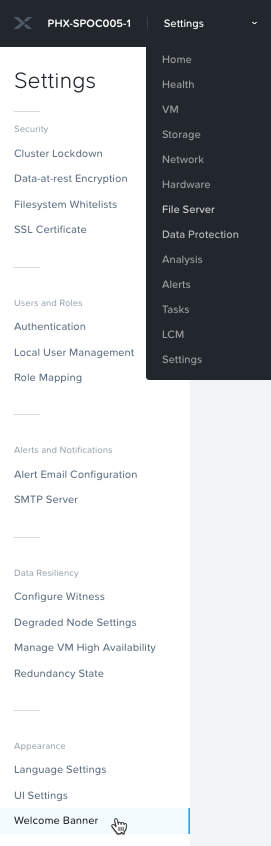 PHX-SPOC005-1
Settings
Home
Health
VM
Storage
Network
Hardware
File Server
Data Protection
Analysis
Alerts
Tasks
LCM
Settings
Settings
Security
Cluster Lockdown
Data-at-rest Encryption
Filesystem Whitelists
SSL Certificate
Users and Roles
Authentication
Local User Management
Role Mapping
Alerts and Notifications
Alert Email Configuration
SMTP Server
Data Resiliency
Configure Witness
Degraded Node Settings
Manage VM High Availability
Redundancy State
Appearance
Language Settings
UI Settings
Welcome Banner